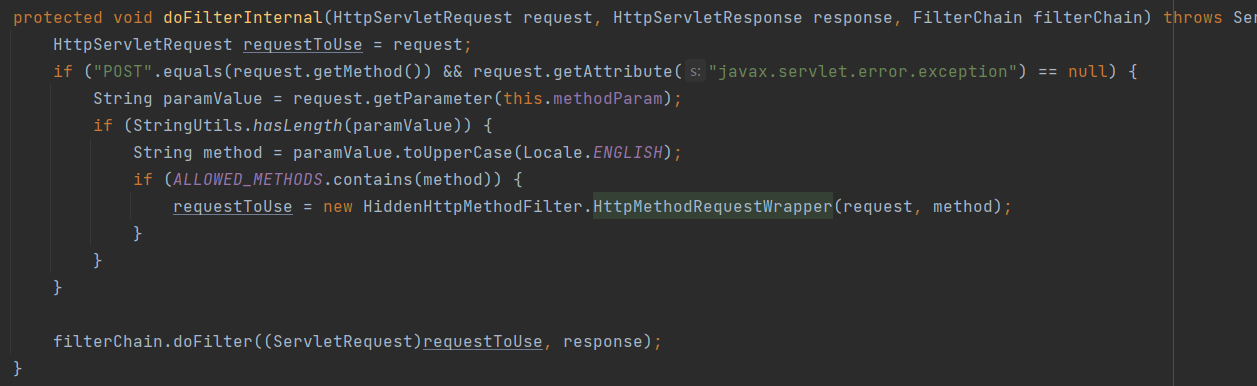 protected void doFilterInternal(HttpServletRequest request, HttpServletResponse response, FilterChain filterChain) throws Ser
    HttpServletRequest requestToUse = request;
    if ("POST".equals(request.getMethod()) && request.getAttribute( s: "javax.servlet.error.exception") == null) {
        String paramValue = request.getParameter(this.methodParam);
        if (StringUtils.hasLength(paramValue)) {
            String method = paramValue.toUpperCase(Locale.ENGLISH);
            if (ALLOWED_METHODS.contains(method)) {
                requestToUse = new HiddenHttpMethodFilter.HttpMethodRequestWrapper(request, method);
            }
        }
    }
    filterChain.doFilter((ServletRequest)requestToUse, response);
}